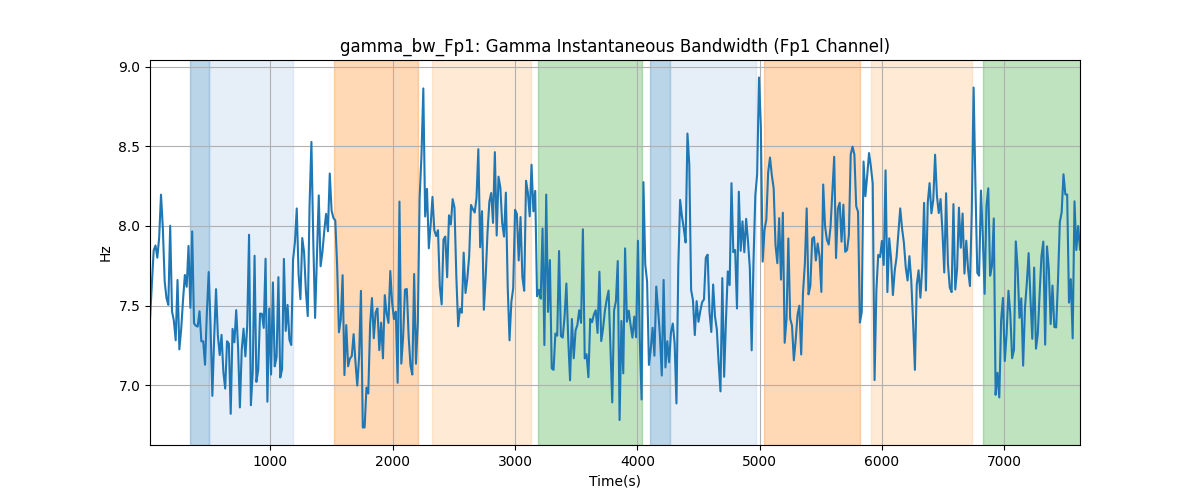 gamma_bw_Fp1: Gamma Instantaneous Bandwidth (Fp1 Channel)
9.0
8.5
8.0
7.5
7.0
Hz
1000 2000 3000 4000 5000 6000 7000
Time(s)